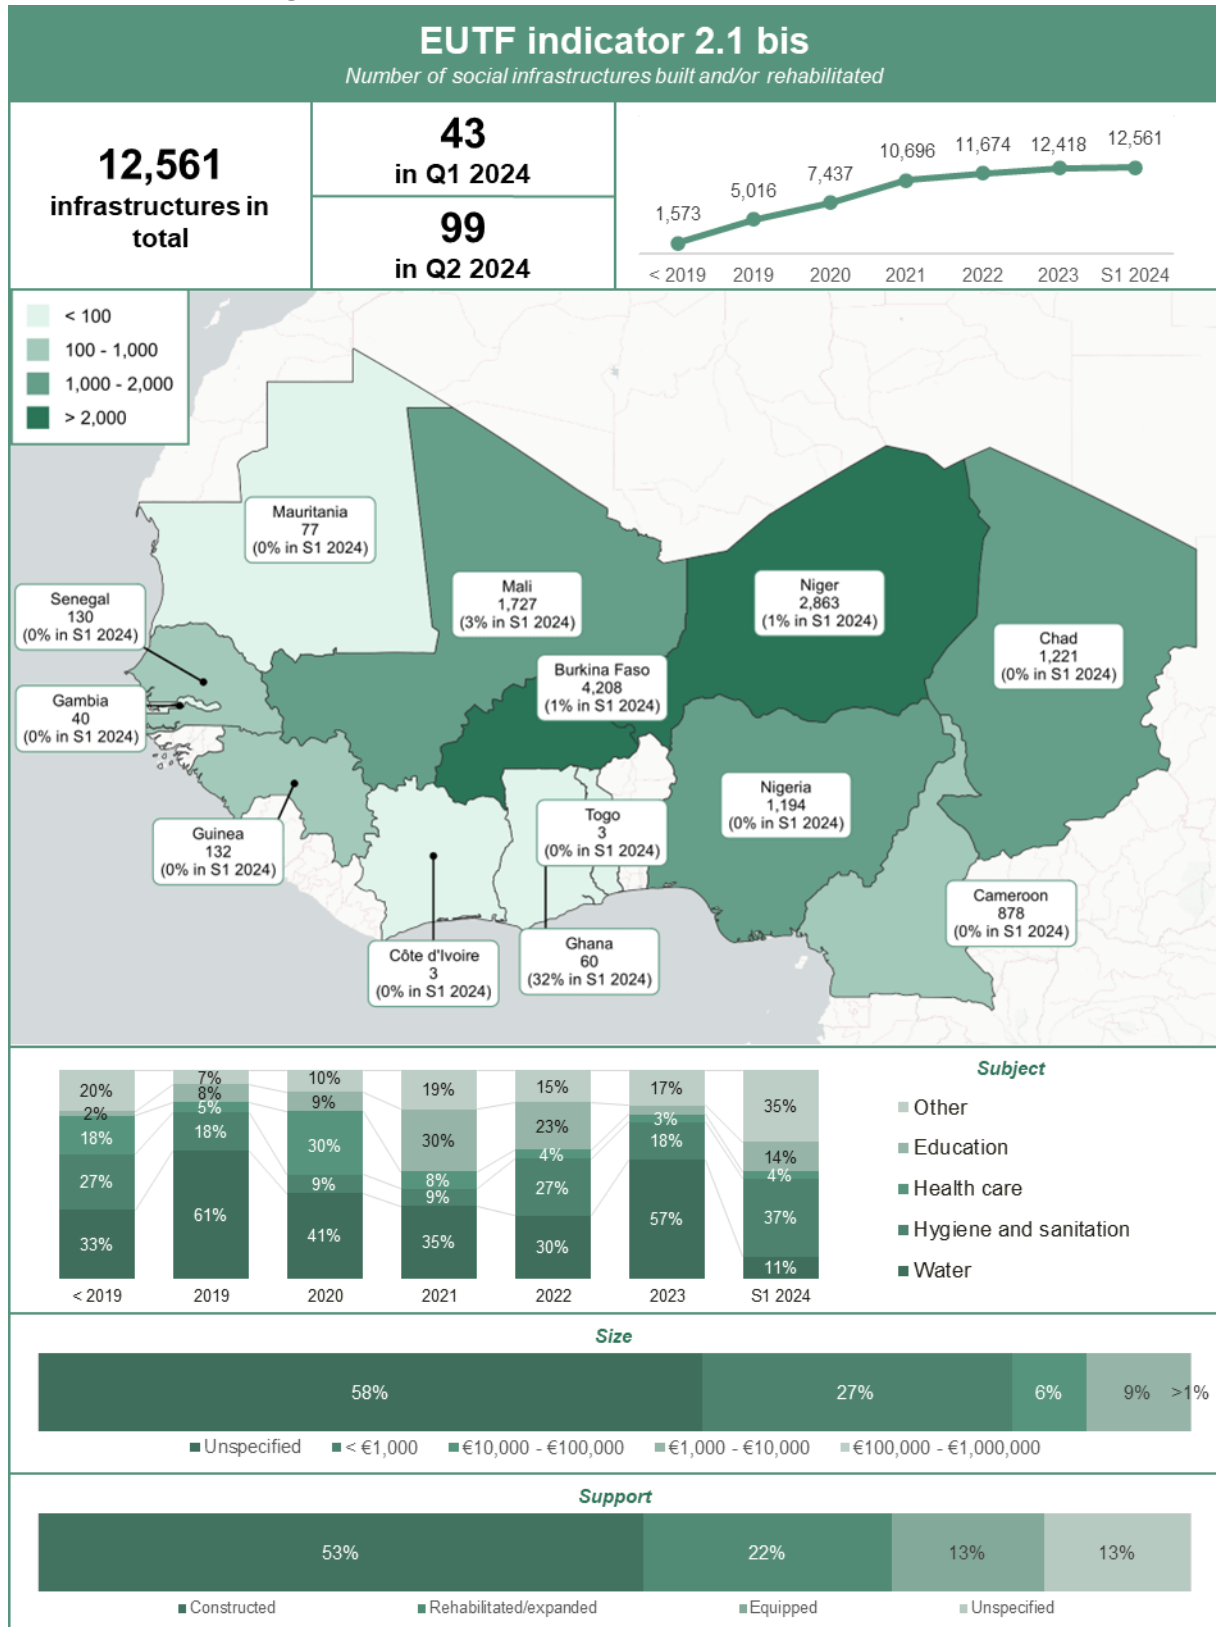 EUTF indicator 2.1 bis
Number of social infrastructures built and/or rehabilitated
12,561
infrastructures in
total
43
in Q1 2024
99
in Q2 2024
1,573
5,016
7,437
10,696
11,674
12,418
12,561
< 2019
2019
2020
2021
2022
2023
S1 2024
< 100
100 - 1,000
1,000 - 2,000
> 2,000
Mauritania
77
(0% in S1 2024)
Mali
1,727
(3% in S1 2024)
Niger
2,863
(1% in S1 2024)
Chad
1,221
(0% in S1 2024)
Senegal
130
(0% in S1 2024)
Burkina Faso
4,208
(1% in S1 2024)
Gambia
40
(0% in S1 2024)
Nigeria
1,194
(0% in S1 2024)
Togo
3
(0% in S1 2024)
Guinea
132
(0% in S1 2024)
Cameroon
878
(0% in S1 2024)
Côte d'Ivoire
3
(0% in S1 2024)
Ghana
60
(32% in S1 2024)
20%
2%
18%
27%
33%
< 2019
7%
8%
5%
18%
61%
2019
10%
9%
30%
9%
41%
2020
19%
30%
8%
9%
35%
2021
15%
23%
4%
27%
30%
2022
17%
3%
18%
57%
2023
35%
14%
4%
37%
11%
S1 2024
Subject
Other
Education
Health care
Hygiene and sanitation
Water
Size
58%
27%
6%
9%
>1%
Unspecified
< €1,000
€10,000 - €100,000
€1,000 - €10,000
€100,000 - €1,000,000
Support
53%
22%
13%
13%
Constructed
Rehabilitated/expanded
Equipped
Unspecified